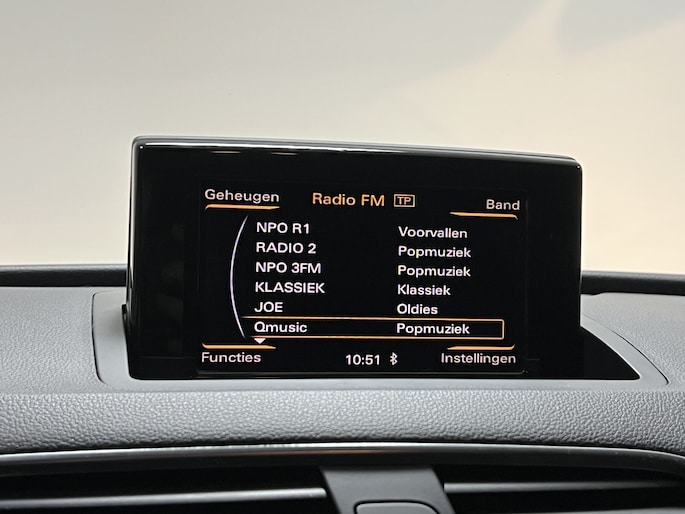 Geheugen Radio FM TP Band
NPO R1 Voorvallen
RADIO 2 Popmuziek
NPO 3FM Popmuziek
KLASSIEK Klassiek
JOE Oldies
Qmusic Popmuziek
Functies 10:51 Instellingen